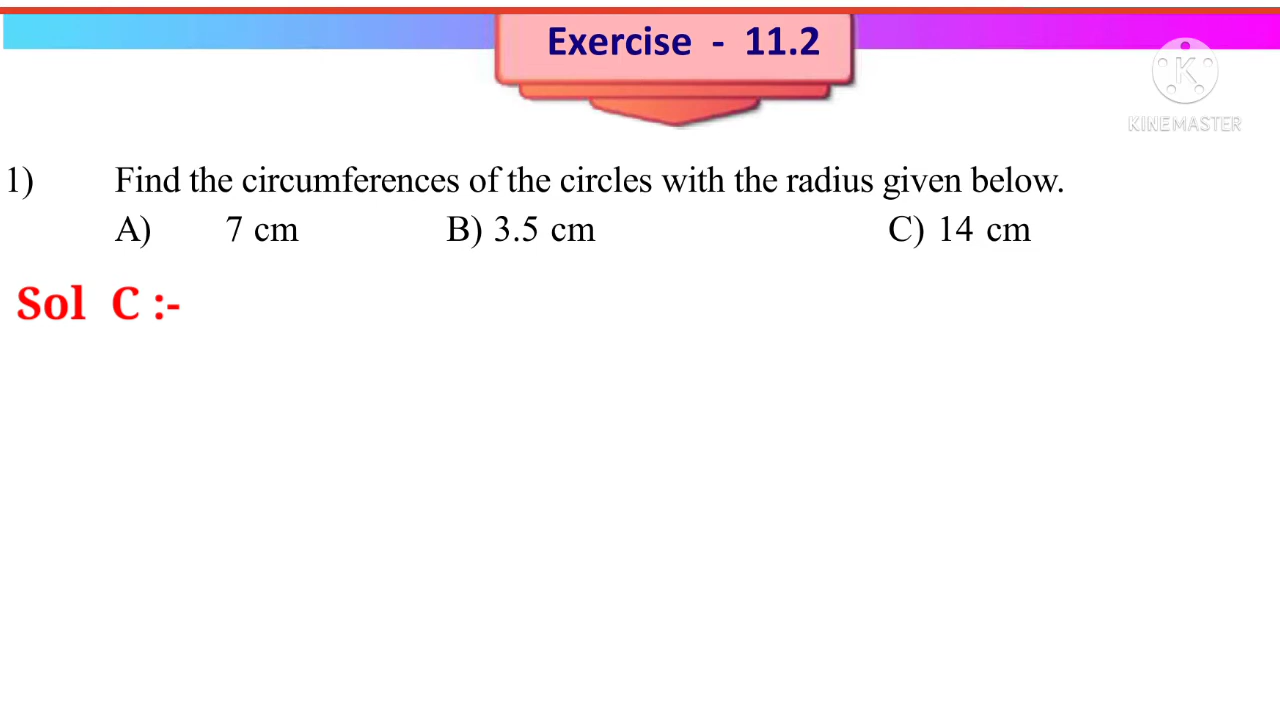 Exercise - 11.2
K
KINEMASTER
1) Find the circumferences of the circles with the radius given below.
A) 7 cm B) 3.5 cm C) 14 cm
Sol C :-